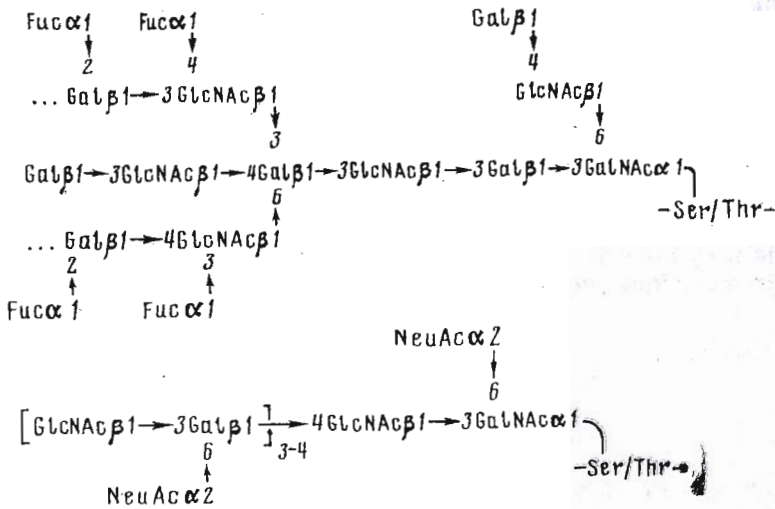 Fucα1 Fucα1 Galβ1
2 4 4
... Galβ1→3GlcNAcβ1 GlcNAcβ1
3 6
Galβ1→3GlcNAcβ1→4Galβ1→3GlcNAcβ1→3Galβ1→3GalNAcα1
6 -Ser/Thr-
... Galβ1→4GlcNAcβ1
2 3
Fucα1 Fucα1
NeuAcα2
6
[GlcNAcβ1→3Galβ1]→4GlcNAcβ1→3GalNAcα1
6 3-4
-Ser/Thr-
NeuAcα2